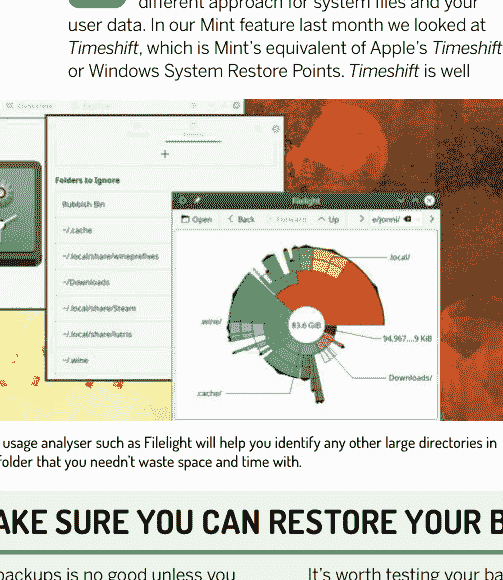 different approach for system files and your
user data. In our Mint feature last month we looked at
Timeshift, which is Mint's equivalent of Apple's Timeshift
or Windows System Restore Points. Timeshift is well
Folders to Ignore
Rubbish Bin
~/.cache
~/.local/share/wineprefixes
~/Downloads
~/.local/share/Steam
~/.local/share/lutris
~/.wine
Filelight
Open
Back
Forward
Up
e/jonni/
.local/
.wine/
83.6 GiB
94,967....9 KiB
Downloads/
.cache/
usage analyser such as Filelight will help you identify any other large directories in
folder that you needn't waste space and time with.
AKE SURE YOU CAN RESTORE YOUR B
backups is no good unless you
It's worth testing your ba